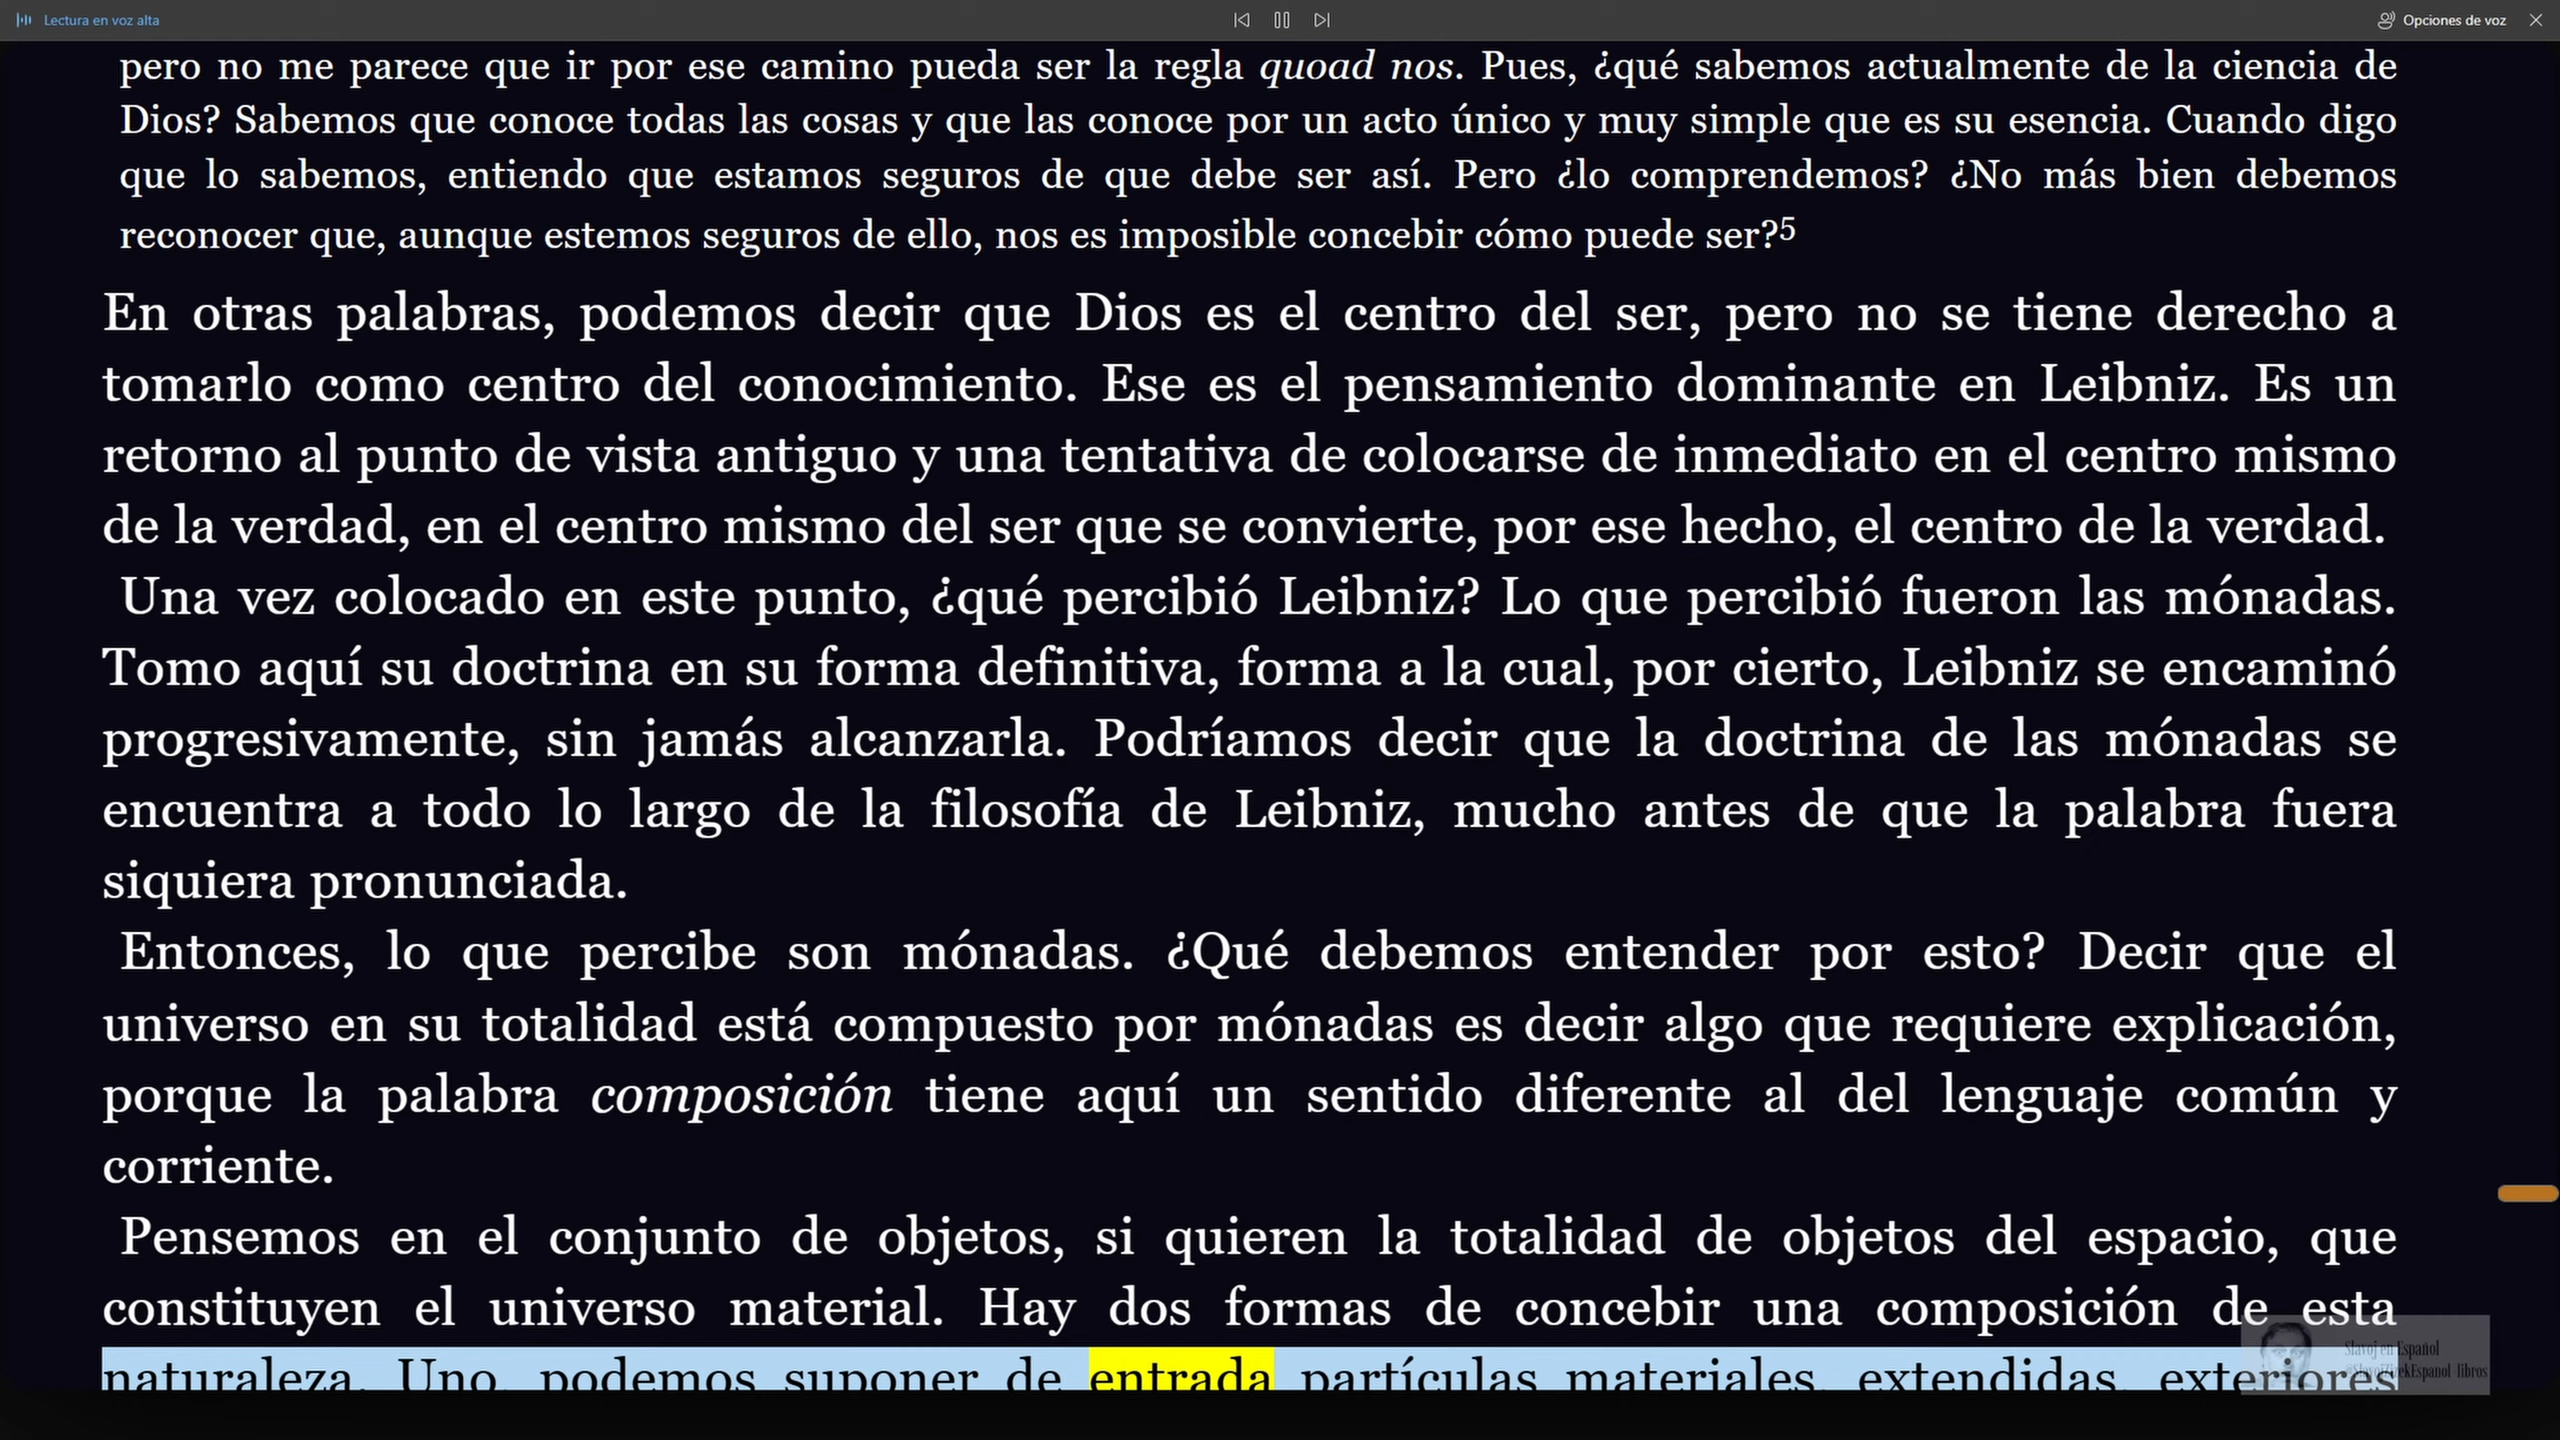 Lectura en voz alta
Opciones de voz
pero no me parece que ir por ese camino pueda ser la regla quoad nos. Pues, ¿qué sabemos actualmente de la ciencia de
Dios? Sabemos que conoce todas las cosas y que las conoce por un acto único y muy simple que es su esencia. Cuando digo
que lo sabemos, entiendo que estamos seguros de que debe ser así. Pero ¿lo comprendemos? ¿No más bien debemos
reconocer que, aunque estemos seguros de ello, nos es imposible concebir cómo puede ser?5
En otras palabras, podemos decir que Dios es el centro del ser, pero no se tiene derecho a
tomarlo como centro del conocimiento. Ese es el pensamiento dominante en Leibniz. Es un
retorno al punto de vista antiguo y una tentativa de colocarse de inmediato en el centro mismo
de la verdad, en el centro mismo del ser que se convierte, por ese hecho, el centro de la verdad.
Una vez colocado en este punto, ¿qué percibió Leibniz? Lo que percibió fueron las mónadas.
Tomo aquí su doctrina en su forma definitiva, forma a la cual, por cierto, Leibniz se encaminó
progresivamente, sin jamás alcanzarla. Podríamos decir que la doctrina de las mónadas se
encuentra a todo lo largo de la filosofía de Leibniz, mucho antes de que la palabra fuera
siquiera pronunciada.
Entonces, lo que percibe son mónadas. ¿Qué debemos entender por esto? Decir que el
universo en su totalidad está compuesto por mónadas es decir algo que requiere explicación,
porque la palabra composición tiene aquí un sentido diferente al del lenguaje común y
corriente.
Pensemos en el conjunto de objetos, si quieren la totalidad de objetos del espacio, que
constituyen el universo material. Hay dos formas de concebir una composición de esta
naturaleza. Uno, podemos suponer de entrada partículas materiales, extendidas, exteriores
Slavoj en Español
@SlavojZizekEspanol-libros